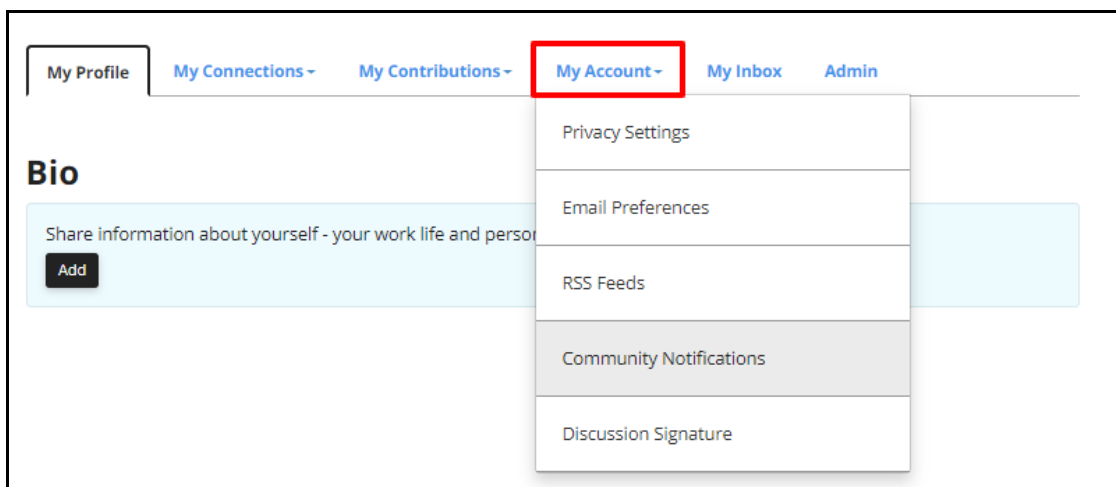 My Profile My Connections My Contributions My Account My Inbox Admin
Privacy Settings
Bio
Email Preferences
Share information about yourself - your work life and
Add
RSS Feeds
Community Notifications
Discussion Signature